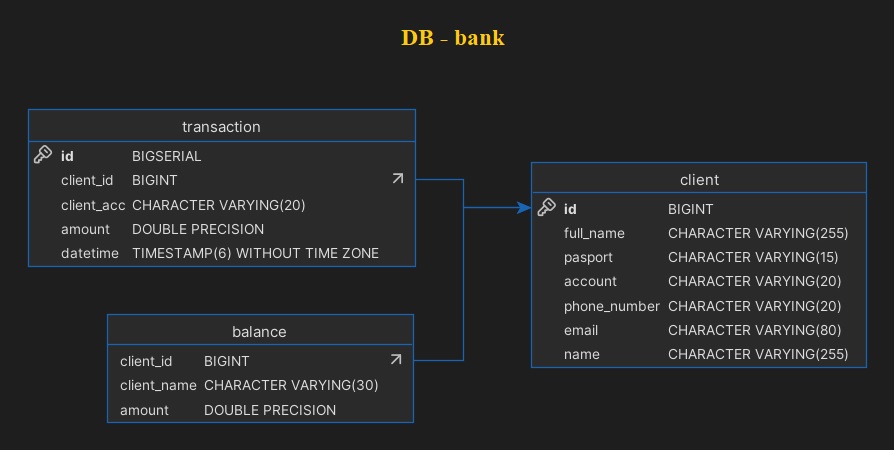 DB - bank
transaction
id BIGSERIAL
client_id BIGINT
client_acc CHARACTER VARYING(20)
amount DOUBLE PRECISION
datetime TIMESTAMP(6) WITHOUT TIME ZONE
client
id BIGINT
full_name CHARACTER VARYING(255)
pasport CHARACTER VARYING(15)
account CHARACTER VARYING(20)
phone_number CHARACTER VARYING(20)
email CHARACTER VARYING(80)
name CHARACTER VARYING(255)
balance
client_id BIGINT
client_name CHARACTER VARYING(30)
amount DOUBLE PRECISION